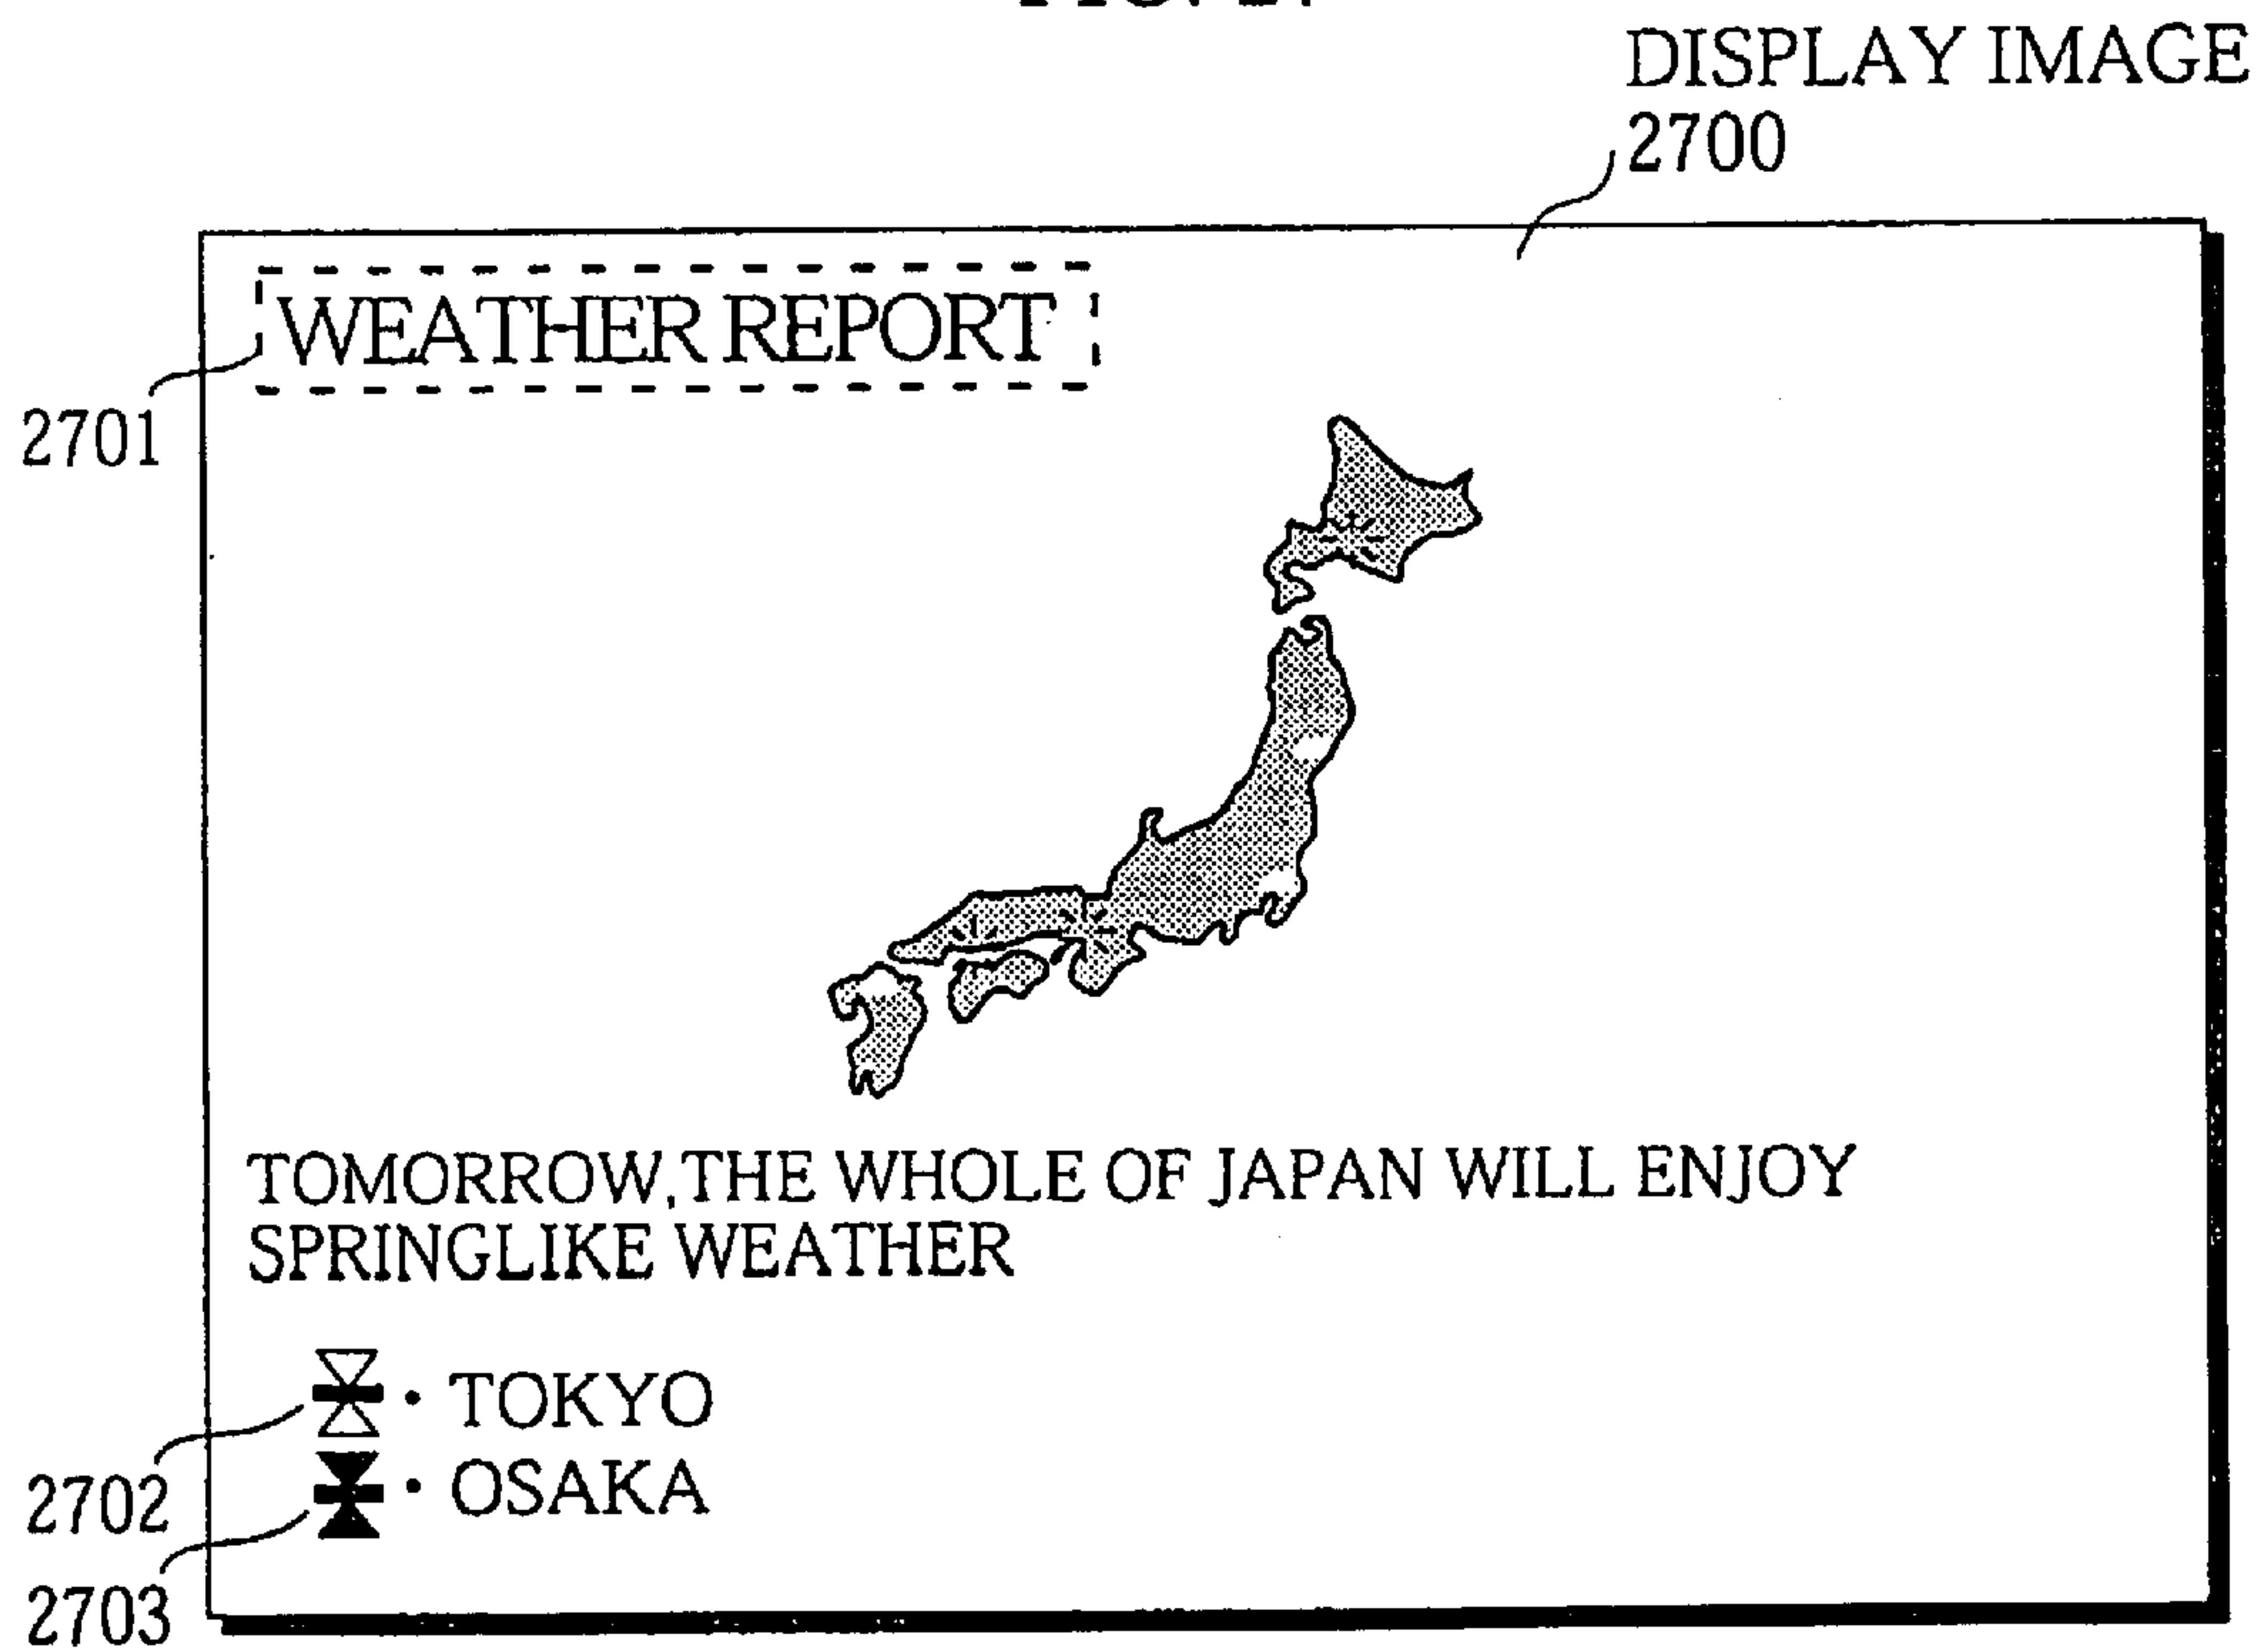 DISPLAY IMAGE
2700
WEATHER REPORT
2701
TOMORROW,THE WHOLE OF JAPAN WILL ENJOY
SPRINGLIKE WEATHER
• TOKYO
2702
• OSAKA
2703